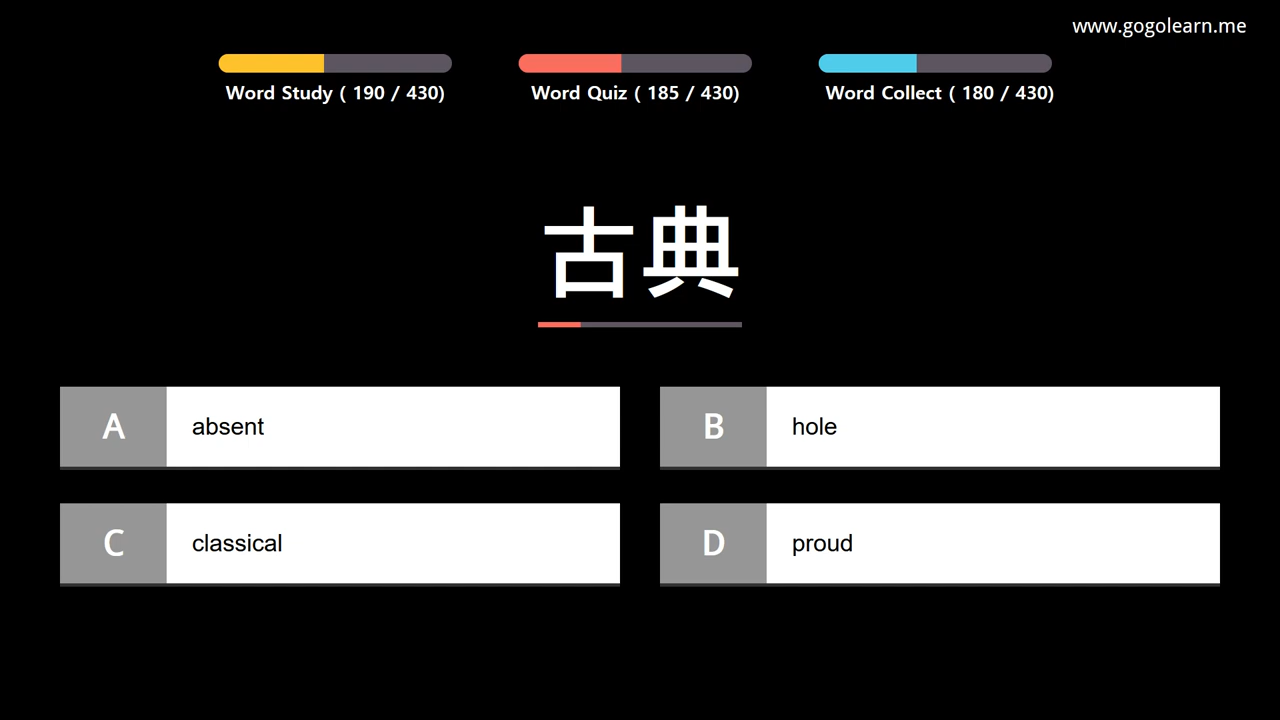 www.gogolearn.me
Word Study ( 190 / 430)
Word Quiz ( 185 / 430)
Word Collect ( 180 / 430)
古典
A absent
B hole
C classical
D proud